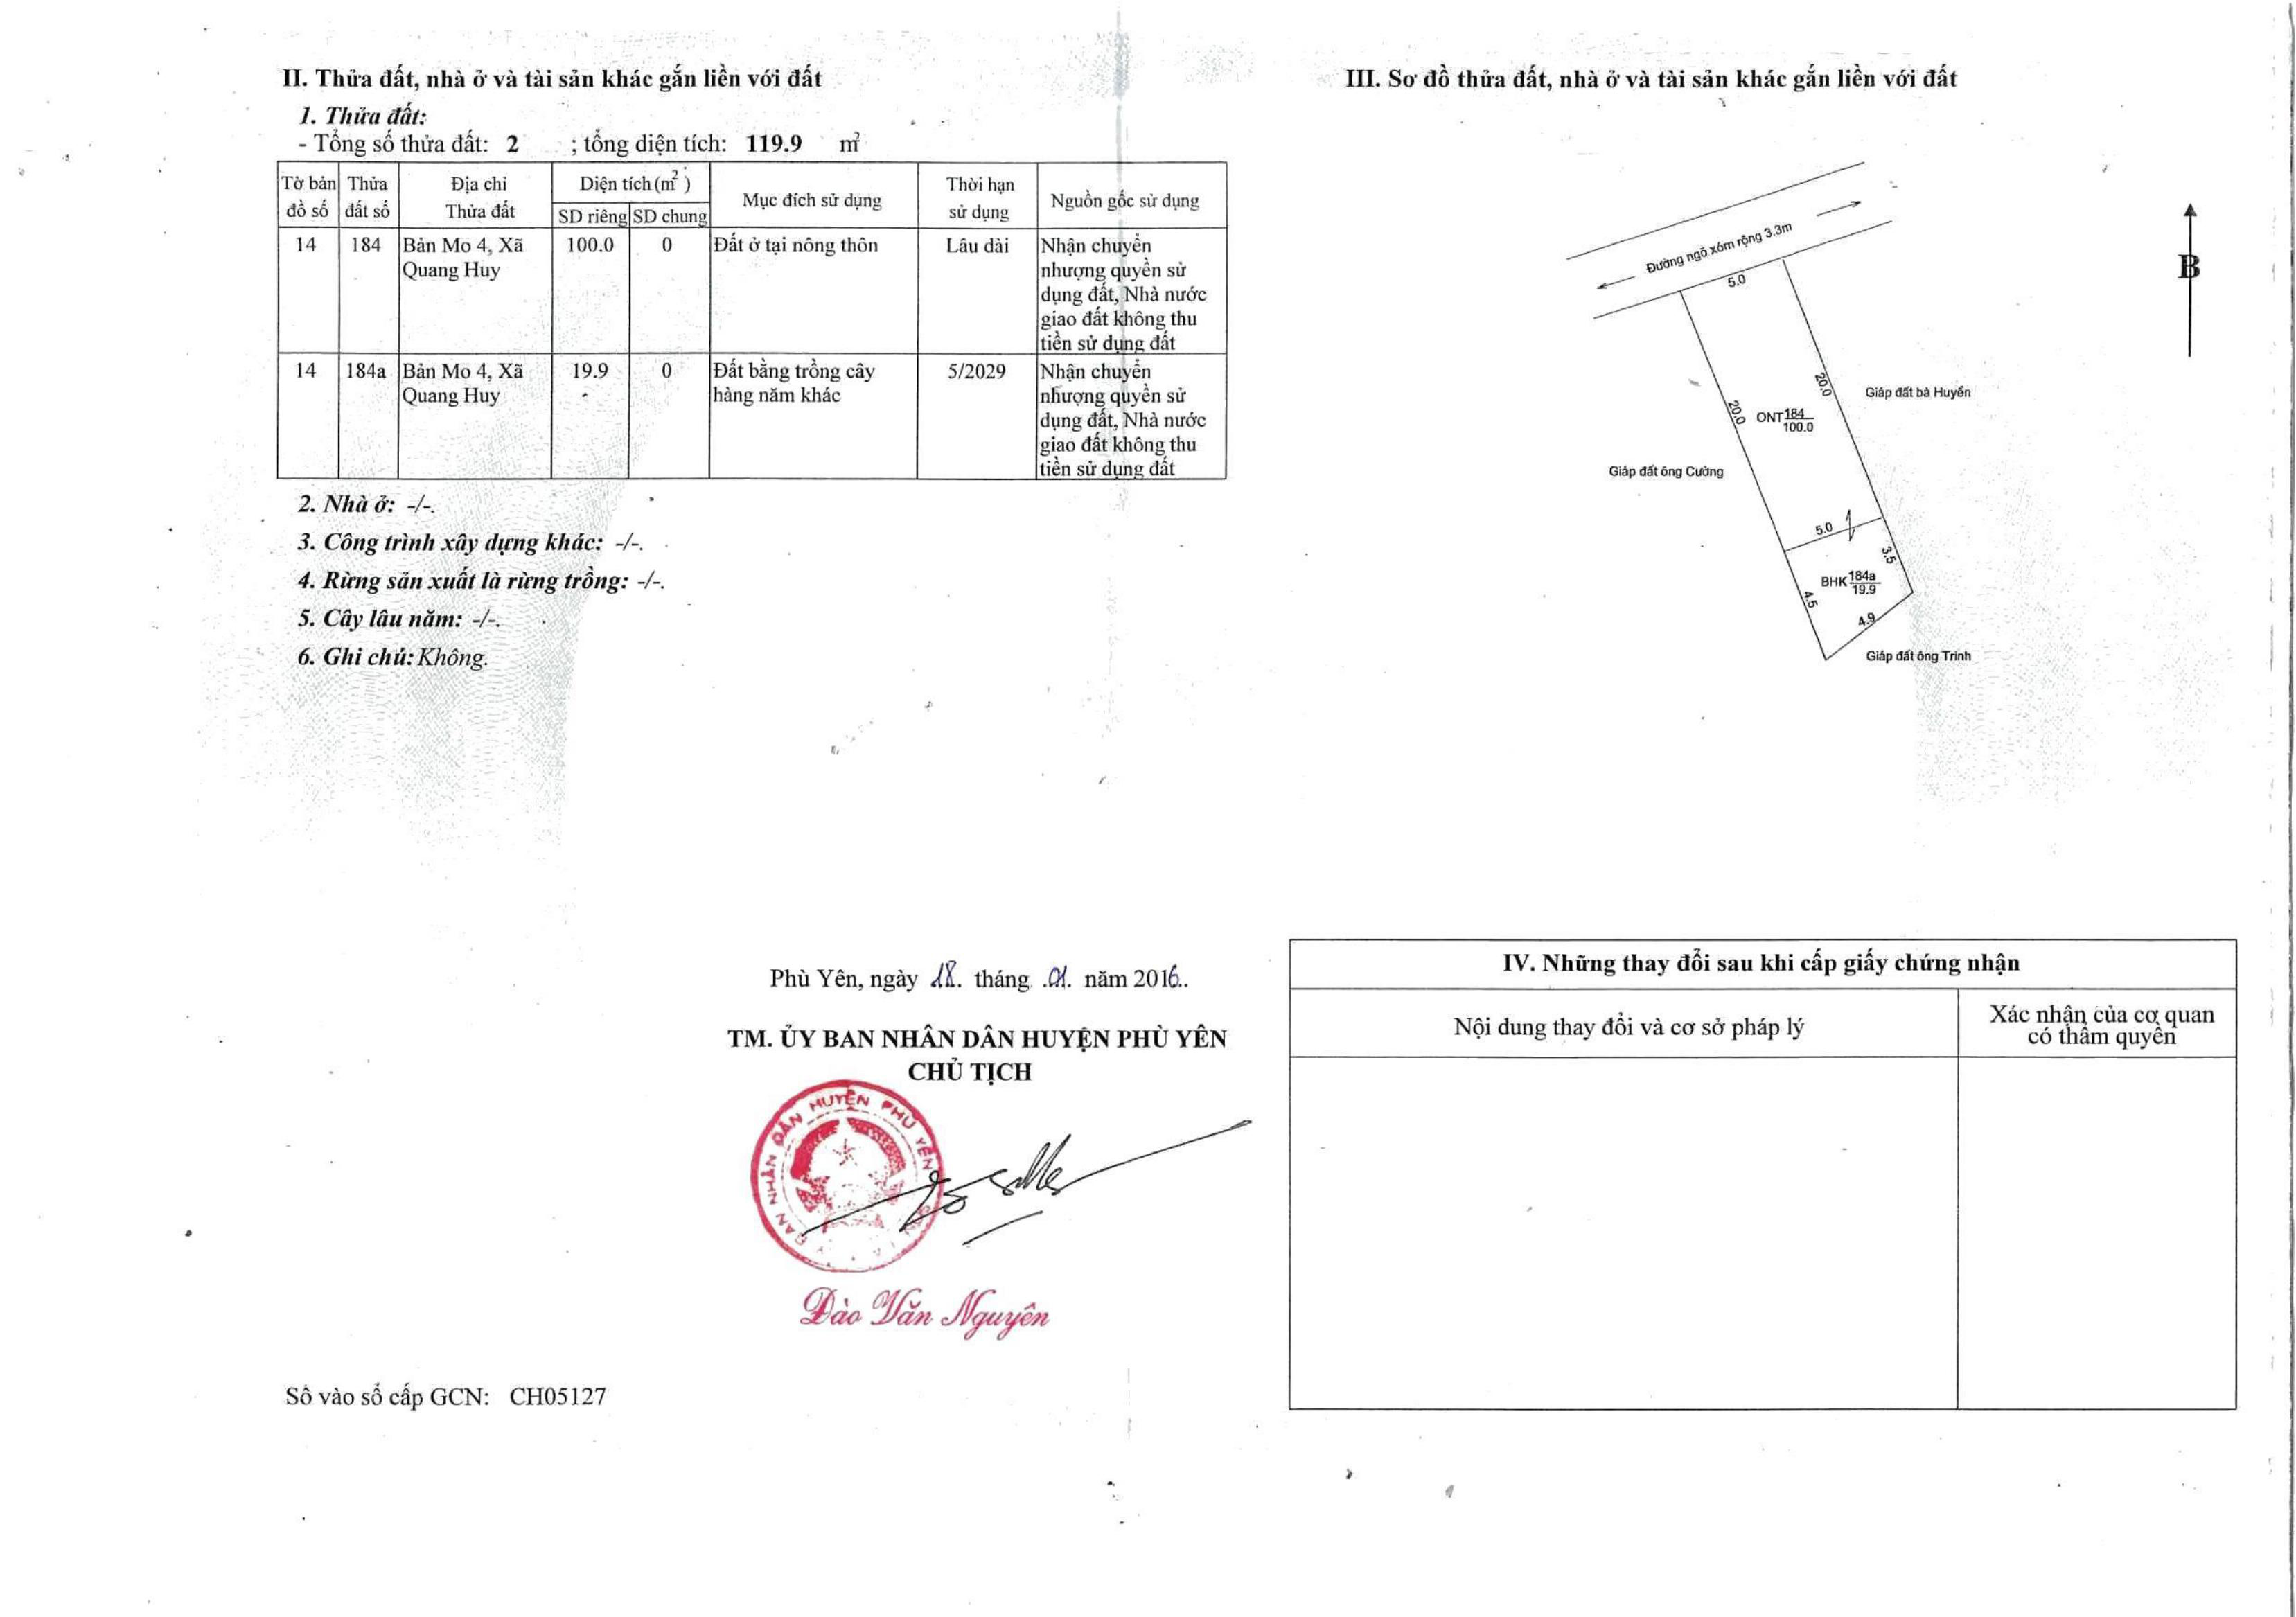 II. Thửa đất, nhà ở và tài sản khác gắn liền với đất
1. Thửa đất:
- Tổng số thửa đất: 2 ; tổng diện tích: 119.9 m²
Tờ bản đồ số | Thửa đất số | Địa chỉ Thửa đất | Diện tích (m²) | Mục đích sử dụng | Thời hạn sử dụng | Nguồn gốc sử dụng
SD riêng | SD chung
14 | 184 | Bản Mo 4, Xã | 100.0 | 0 | Đất ở tại nông thôn | Lâu dài | Nhận chuyển
Quang Huy | nhượng quyền sử
dụng đất, Nhà nước
giao đất không thu
tiền sử dụng đất
14 | 184a | Bản Mo 4, Xã | 19.9 | 0 | Đất bằng trồng cây | 5/2029 | Nhận chuyển
Quang Huy | hàng năm khác | nhượng quyền sử
dụng đất, Nhà nước
giao đất không thu
tiền sử dụng đất
2. Nhà ở: -/-.
3. Công trình xây dựng khác: -/-.
4. Rừng sản xuất là rừng trồng: -/-.
5. Cây lâu năm: -/-.
6. Ghi chú: Không.
Phù Yên, ngày 18. tháng .01. năm 2016..
TM. ỦY BAN NHÂN DÂN HUYỆN PHÙ YÊN
CHỦ TỊCH
BAN NHÂN DÂN HUYỆN PHÙ YÊN
Đào Văn Nguyên
Số vào sổ cấp GCN: CH05127
III. Sơ đồ thửa đất, nhà ở và tài sản khác gắn liền với đất
Đường ngõ xóm rộng 3.3m
5.0
B
20.0
Giáp đất bà Huyển
20.0
ONT 184
100.0
Giáp đất ông Cường
5.0
3.5
BHK 184a
19.9
4.5
4.9
Giáp đất ông Trinh
IV. Những thay đổi sau khi cấp giấy chứng nhận
Nội dung thay đổi và cơ sở pháp lý
Xác nhận của cơ quan
có thẩm quyền